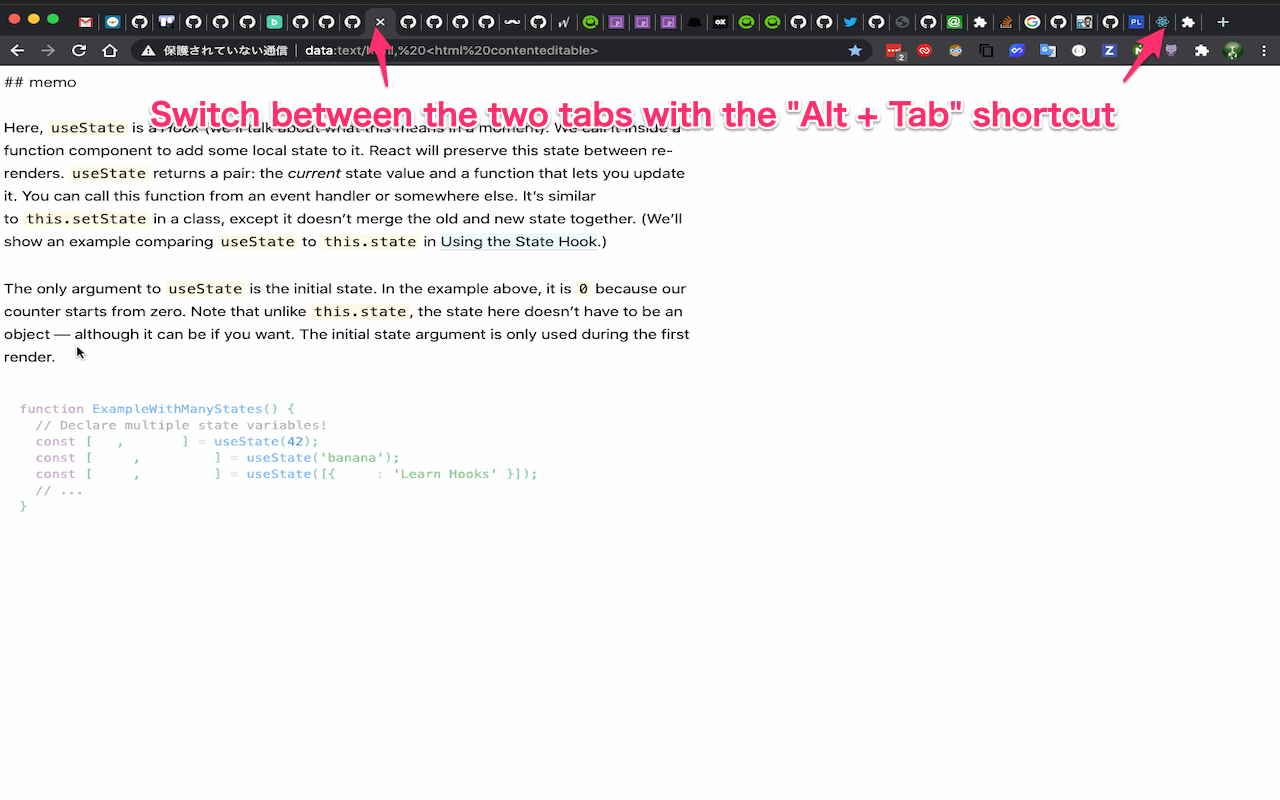 保護されていない通信 | data:text/html,%20<html%20contenteditable>
2
## memo
Switch between the two tabs with the "Alt + Tab" shortcut
Here, useState is a Hook (we'll talk about what this means in a moment). We call it inside a
function component to add some local state to it. React will preserve this state between re-
renders. useState returns a pair: the current state value and a function that lets you update
it. You can call this function from an event handler or somewhere else. It’s similar
to this.setState in a class, except it doesn’t merge the old and new state together. (We’ll
show an example comparing useState to this.state in Using the State Hook.)
The only argument to useState is the initial state. In the example above, it is 0 because our
counter starts from zero. Note that unlike this.state, the state here doesn’t have to be an
object — although it can be if you want. The initial state argument is only used during the first
render.
function ExampleWithManyStates() {
// Declare multiple state variables!
const [ , ] = useState(42);
const [ , ] = useState('banana');
const [ , ] = useState([{ : 'Learn Hooks' }]);
// ...
}